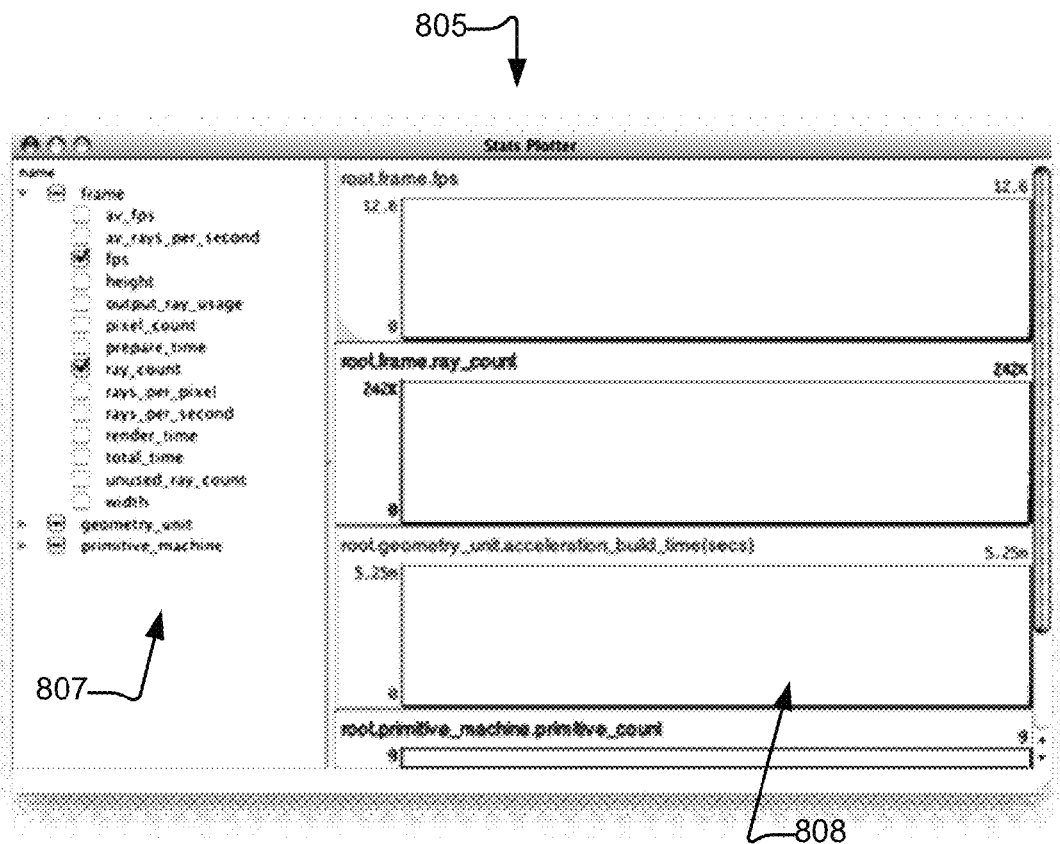 805
Stats Plotter
name
frame
av_fps
av_rays_per_second
fps
height
output_ray_usage
pixel_count
prepare_time
ray_count
rays_per_pixel
rays_per_second
render_time
total_time
unused_ray_count
width
geometry_unit
primitive_machine
807
root.frame.fps
12.6
12.6
0
root.frame.ray_count
242K
242K
0
root.geometry_unit.acceleration_build_time(secs)
5.25m
5.25m
0
root.primitive_machine.primitive_count
9
9
808